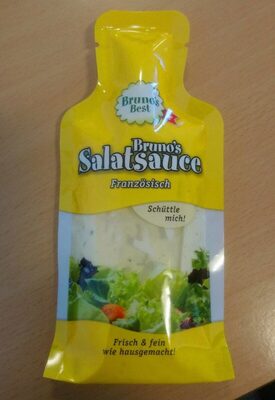 Bruno's
Best
Bruno's
Salatsauce
Französisch
Schüttle
mich!
Frisch & fein
wie hausgemacht!